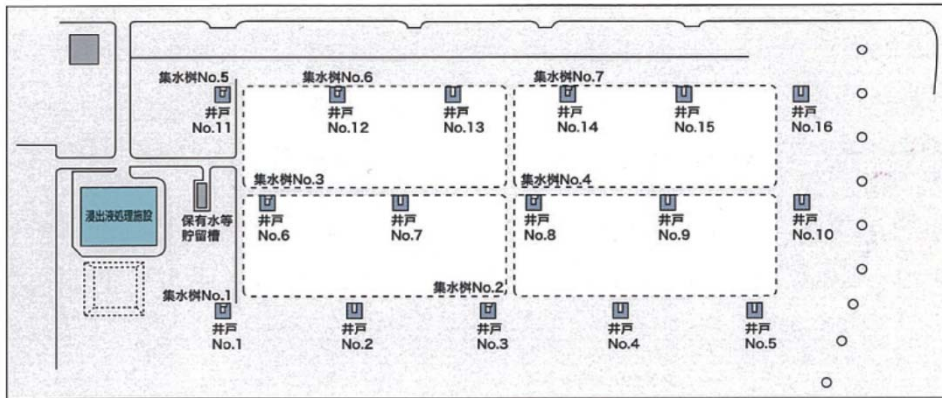 集水桝No.5
集水桝No.6
集水桝No.7
井戸
No.11
井戸
No.12
井戸
No.13
井戸
No.14
井戸
No.15
井戸
No.16
集水桝No.3
集水桝No.4
浸出液処理施設
保有水等
貯留槽
井戸
No.6
井戸
No.7
井戸
No.8
井戸
No.9
井戸
No.10
集水桝No.1
集水桝No.2
井戸
No.1
井戸
No.2
井戸
No.3
井戸
No.4
井戸
No.5